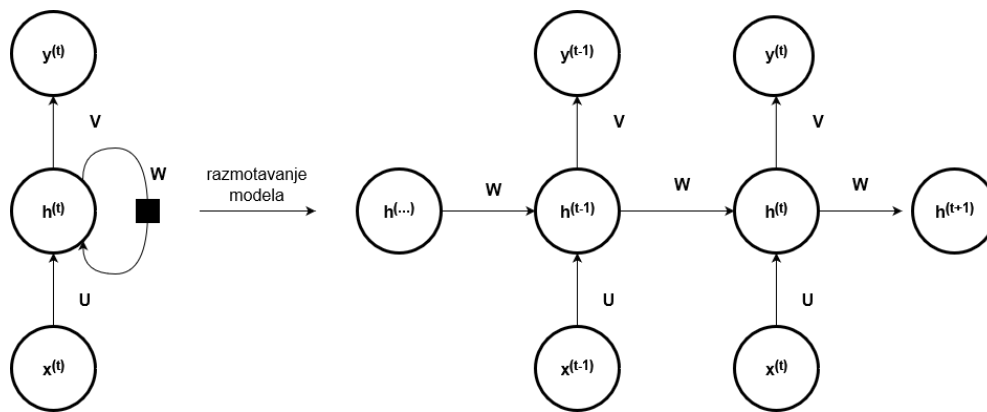 y(t)
V
W
h(t)
U
x(t)
razmotavanje
modela
y(t-1)
y(t)
V
V
h(...)
W
h(t-1)
W
h(t)
W
h(t+1)
U
U
x(t-1)
x(t)